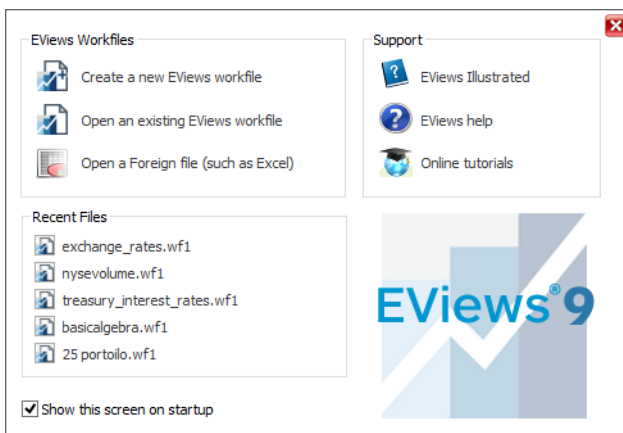 EViews Workfiles
Create a new EViews workfile
Open an existing EViews workfile
Open a Foreign file (such as Excel)
Support
EViews Illustrated
EViews help
Online tutorials
Recent Files
exchange_rates.wf1
nysevolume.wf1
treasury_interest_rates.wf1
basicalgebra.wf1
25 portoilo.wf1
EViews® 9
Show this screen on startup